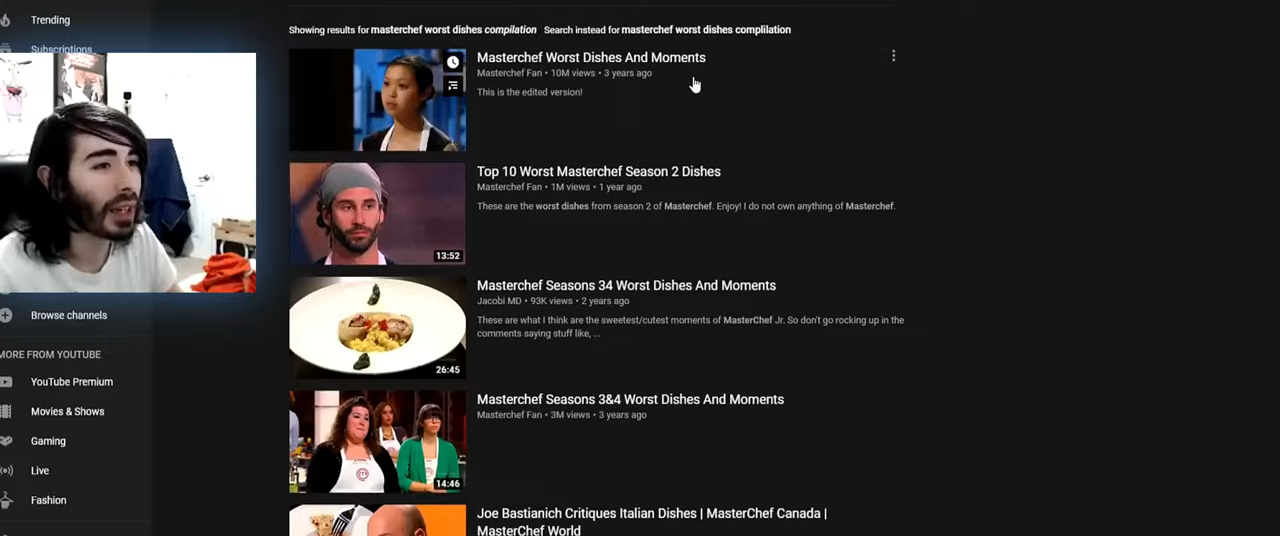 Trending
Subscriptions
Browse channels
MORE FROM YOUTUBE
YouTube Premium
Movies & Shows
Gaming
Live
Fashion
Showing results for masterchef worst dishes compilation Search instead for masterchef worst dishes complilation
Masterchef Worst Dishes And Moments
Masterchef Fan • 10M views • 3 years ago
This is the edited version!
Top 10 Worst Masterchef Season 2 Dishes
Masterchef Fan • 1M views • 1 year ago
These are the worst dishes from season 2 of Masterchef. Enjoy! I do not own anything of Masterchef.
13:52
Masterchef Seasons 34 Worst Dishes And Moments
Jacobi MD • 93K views • 2 years ago
These are what I think are the sweetest/cutest moments of MasterChef Jr. So don't go rocking up in the
comments saying stuff like, ...
26:45
Masterchef Seasons 3&4 Worst Dishes And Moments
Masterchef Fan • 3M views • 3 years ago
14:46
Joe Bastianich Critiques Italian Dishes | MasterChef Canada |
MasterChef World